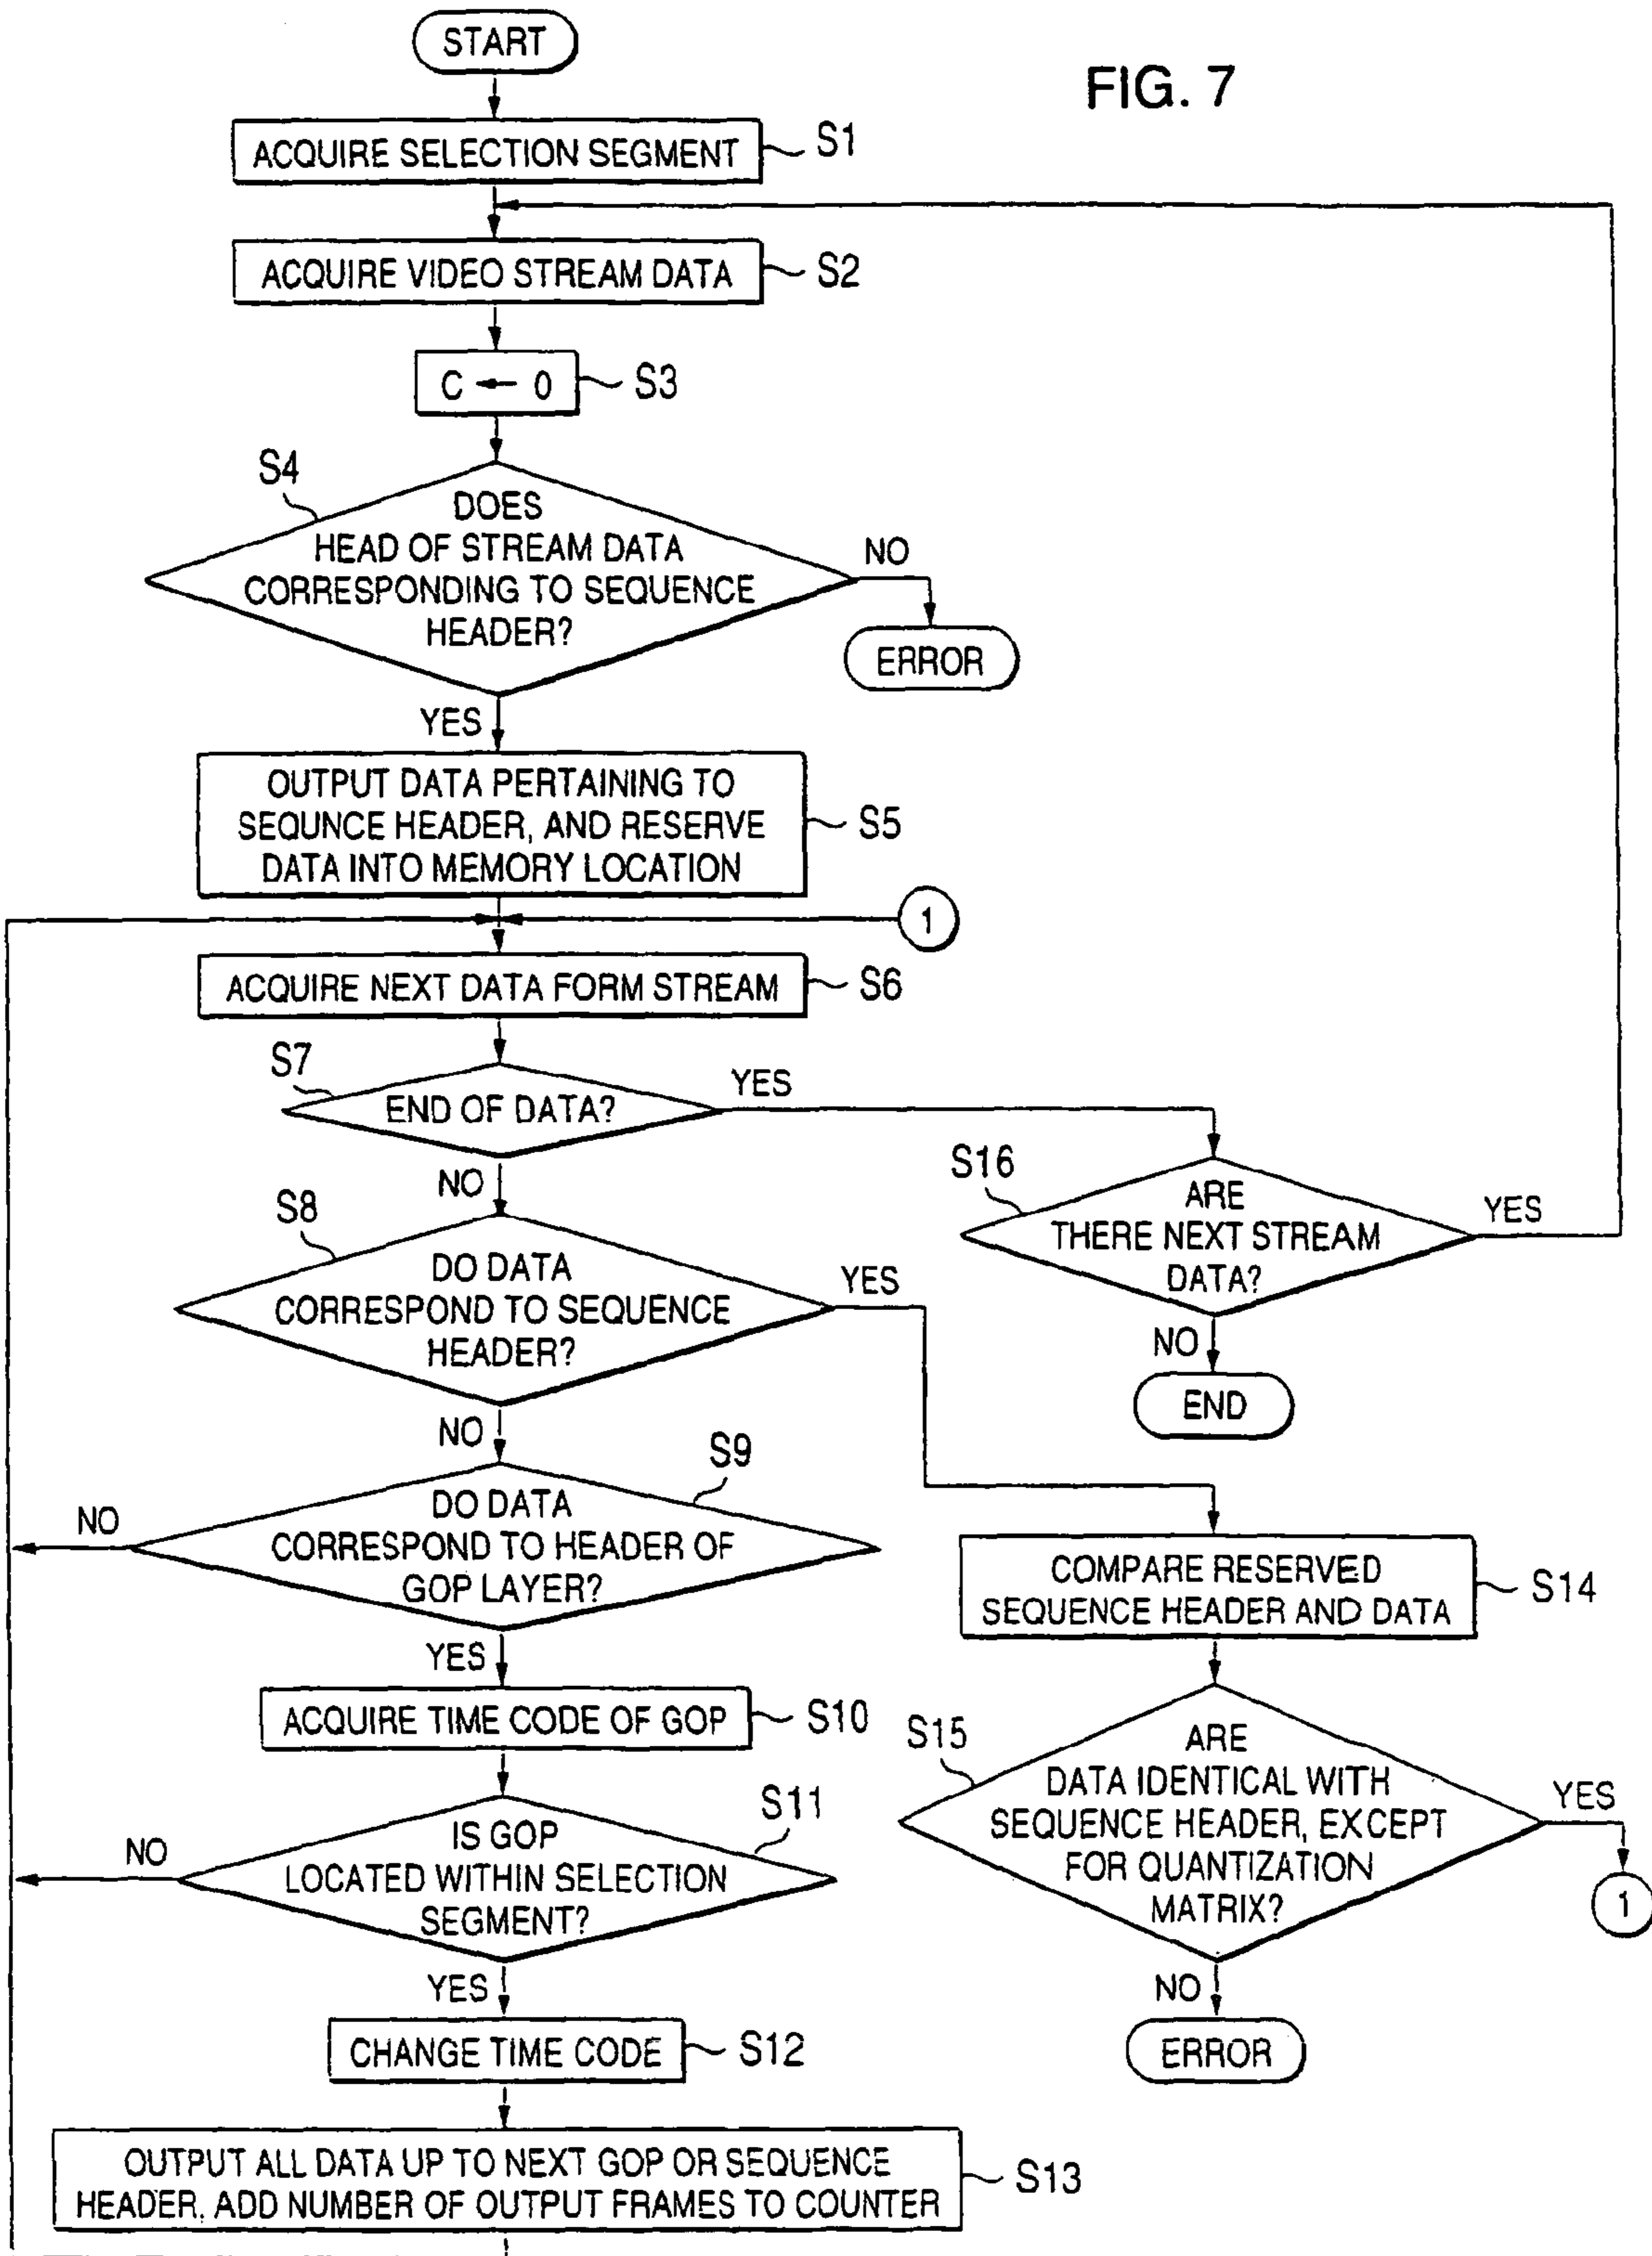 START
FIG. 7
ACQUIRE SELECTION SEGMENT
S1
ACQUIRE VIDEO STREAM DATA
S2
C ← 0
S3
S4
DOES
HEAD OF STREAM DATA
CORRESPONDING TO SEQUENCE
HEADER?
NO
ERROR
YES
OUTPUT DATA PERTAINING TO
SEQUNCE HEADER, AND RESERVE
DATA INTO MEMORY LOCATION
S5
1
ACQUIRE NEXT DATA FORM STREAM
S6
S7
END OF DATA?
YES
NO
S16
ARE
THERE NEXT STREAM
DATA?
YES
NO
END
S8
DO DATA
CORRESPOND TO SEQUENCE
HEADER?
YES
NO
S9
DO DATA
CORRESPOND TO HEADER OF
GOP LAYER?
NO
YES
COMPARE RESERVED
SEQUENCE HEADER AND DATA
S14
ACQUIRE TIME CODE OF GOP
S10
S15
ARE
DATA IDENTICAL WITH
SEQUENCE HEADER, EXCEPT
FOR QUANTIZATION
MATRIX?
YES
1
NO
ERROR
S11
IS GOP
LOCATED WITHIN SELECTION
SEGMENT?
NO
YES
CHANGE TIME CODE
S12
OUTPUT ALL DATA UP TO NEXT GOP OR SEQUENCE
HEADER. ADD NUMBER OF OUTPUT FRAMES TO COUNTER
S13